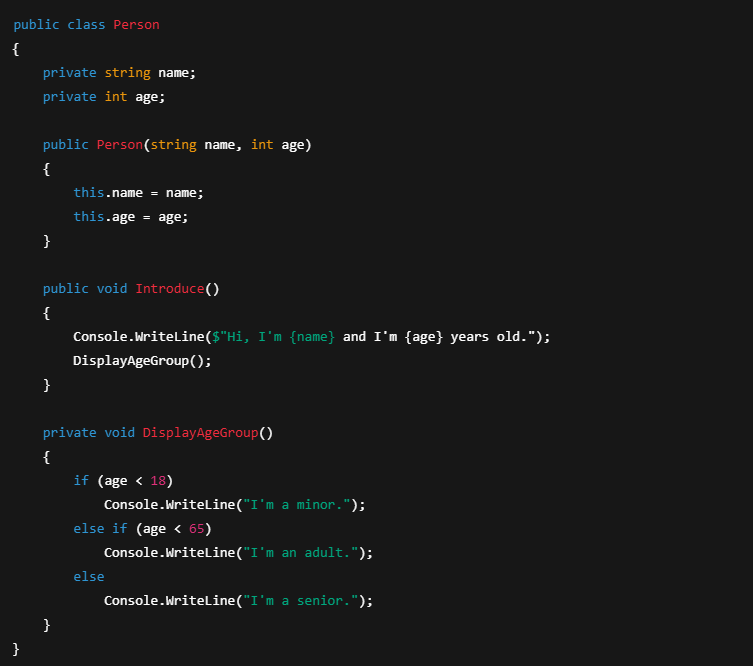 public class Person
{
    private string name;
    private int age;

    public Person(string name, int age)
    {
        this.name = name;
        this.age = age;
    }

    public void Introduce()
    {
        Console.WriteLine($"Hi, I'm {name} and I'm {age} years old.");
        DisplayAgeGroup();
    }

    private void DisplayAgeGroup()
    {
        if (age < 18)
            Console.WriteLine("I'm a minor.");
        else if (age < 65)
            Console.WriteLine("I'm an adult.");
        else
            Console.WriteLine("I'm a senior.");
    }
}